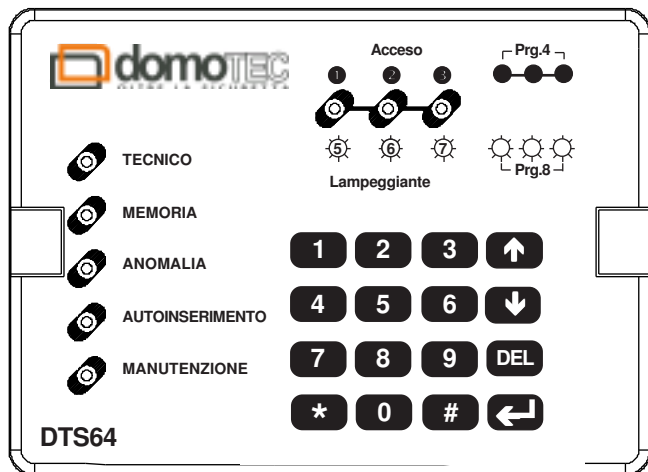 domoTEC
OLTRE LA SICUREZZA
Acceso
Prg.4
1 2 3
5 6 7
Prg.8
Lampeggiante
TECNICO
MEMORIA
ANOMALIA
AUTOINSERIMENTO
MANUTENZIONE
1 2 3
4 5 6
7 8 9 DEL
* 0 #
DTS64